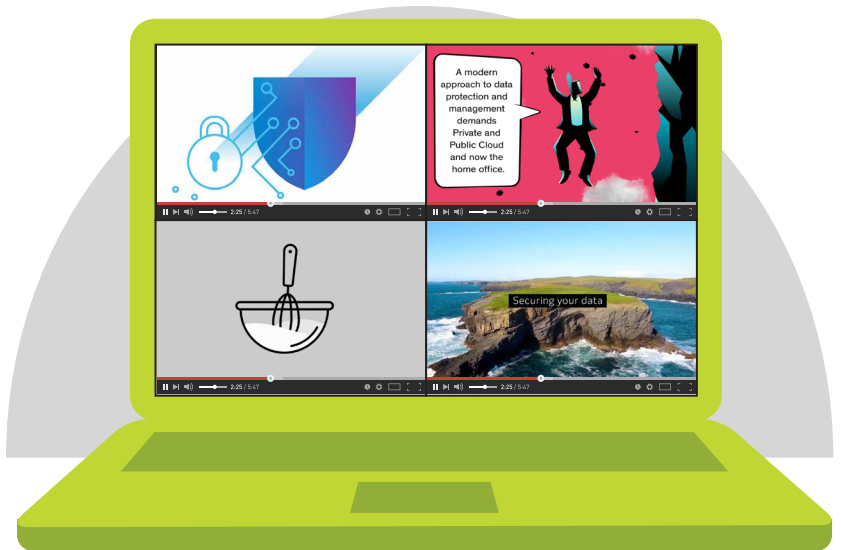 A modern
approach to data
protection and
management
demands
Private and
Public Cloud
and now the
home office.
2:25 / 5:47
2:25 / 5:47
Securing your data
2:25 / 5:47
2:25 / 5:47